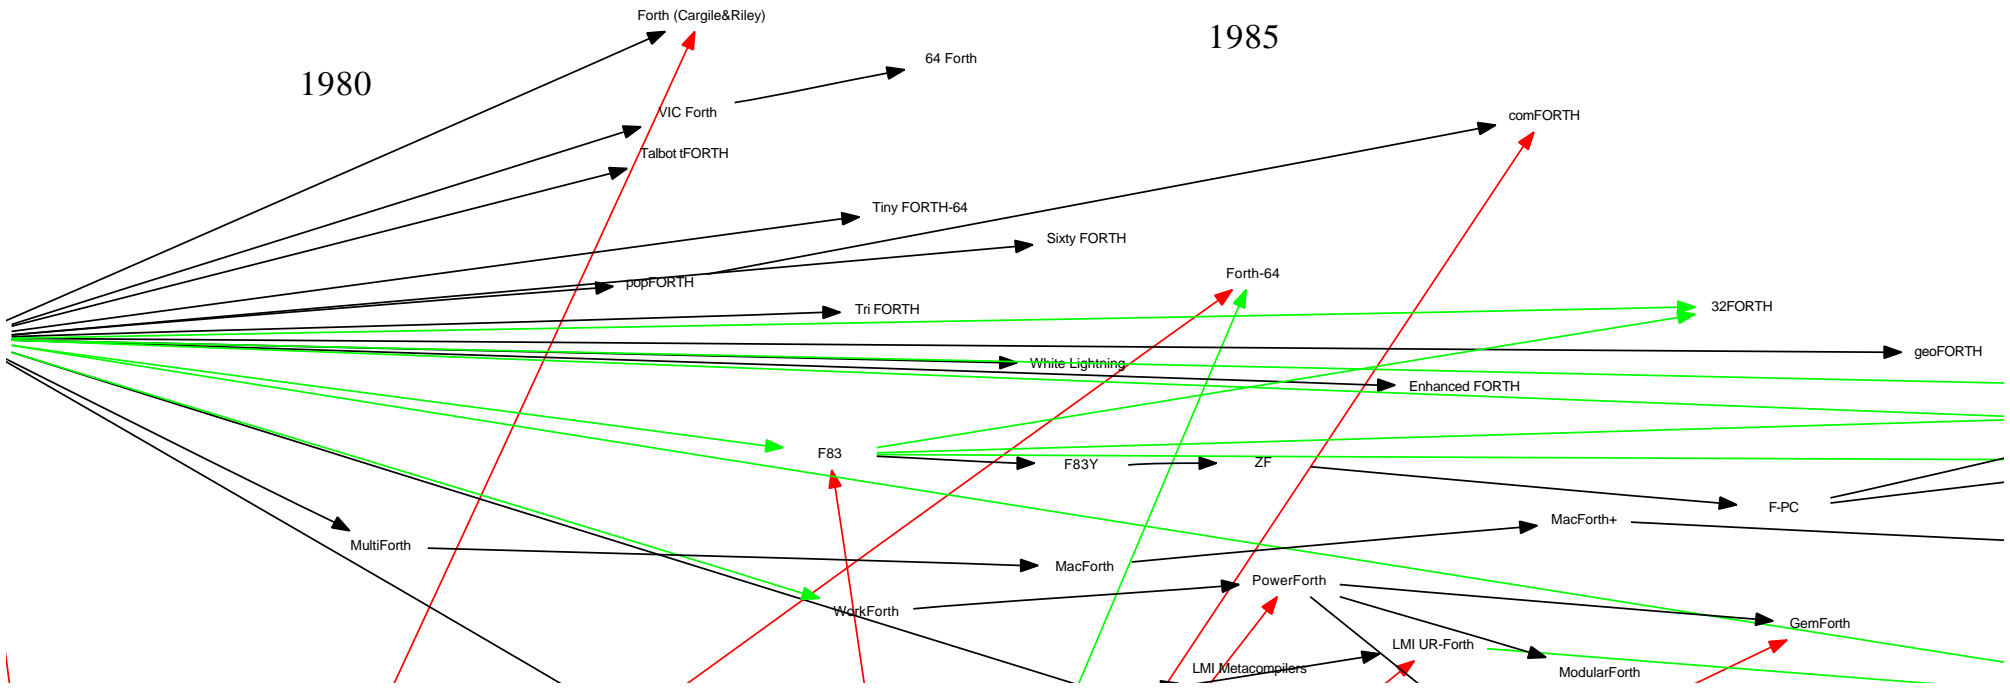 Forth (Cargile&Riley)
1985
64 Forth
1980
VIC Forth
comFORTH
Talbot tFORTH
Tiny FORTH-64
Sixty FORTH
Forth-64
popFORTH
32FORTH
Tri FORTH
geoFORTH
White Lightning
Enhanced FORTH
F83
F83Y
ZF
F-PC
MacForth+
MultiForth
MacForth
PowerForth
WorkForth
GemForth
LMI UR-Forth
LMI Metacompilers
ModularForth